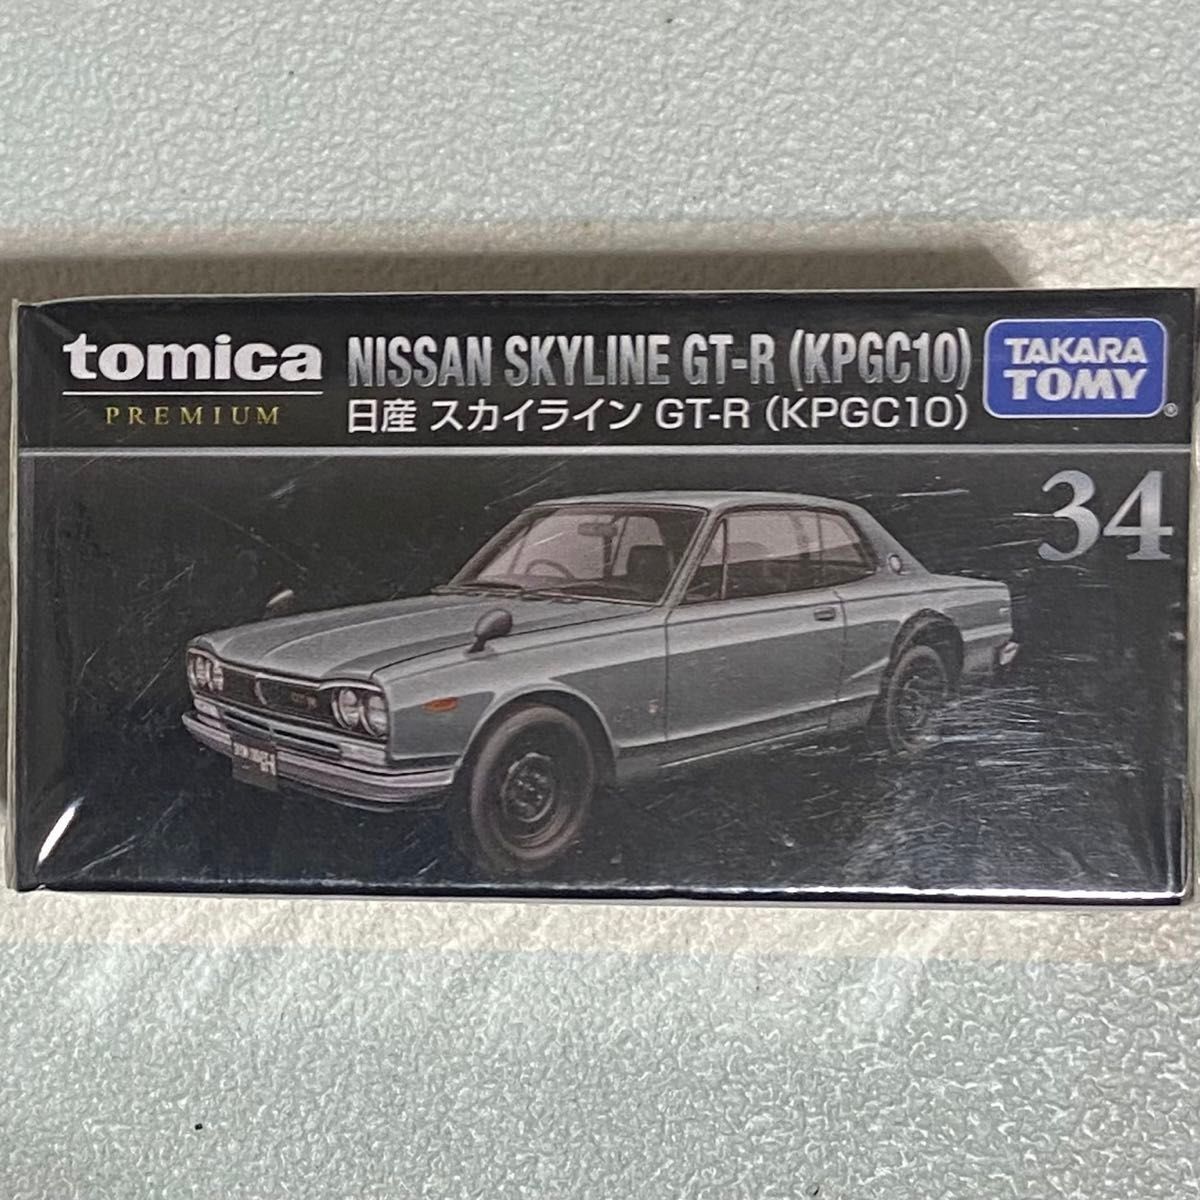 tomica
PREMIUM
NISSAN SKYLINE GT-R (KPGC10)
日産 スカイライン GT-R (KPGC10)
TAKARA
TOMY
®
34